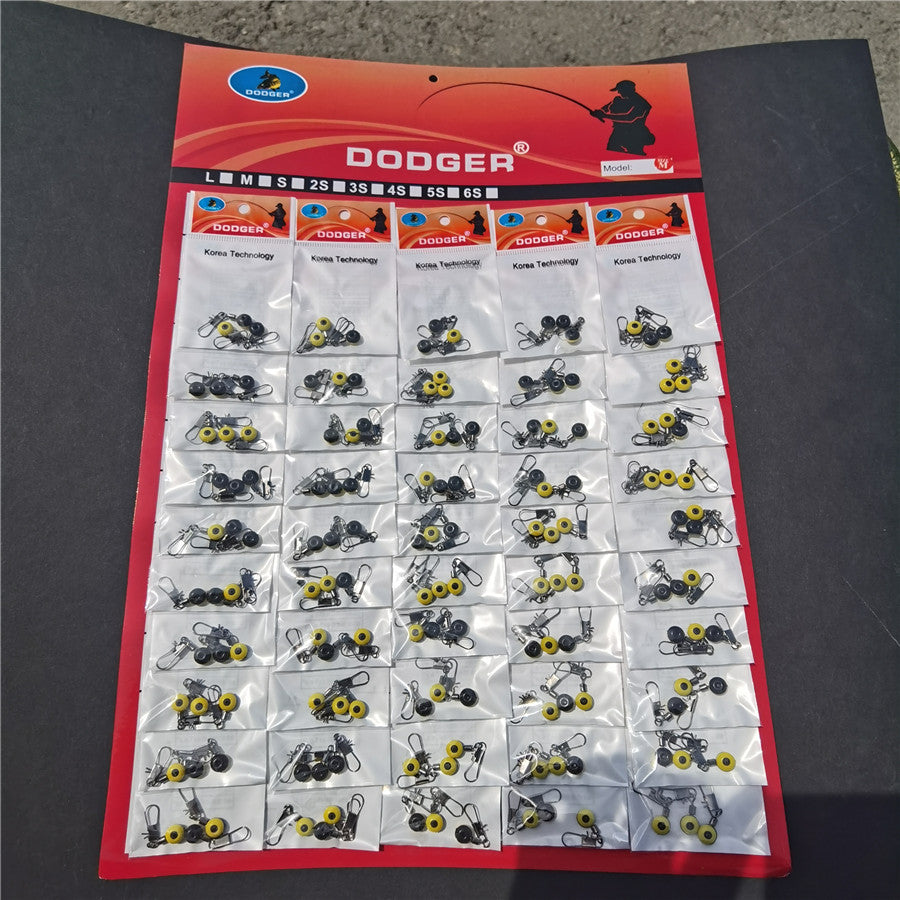 DODGER®
DODGER®
Model: SIZE M
L M S 2S 3S 4S 5S 6S
DODGER® DODGER® DODGER® DODGER® DODGER®
Korea Technology Korea Technology Korea Technology Korea Technology Korea Technology